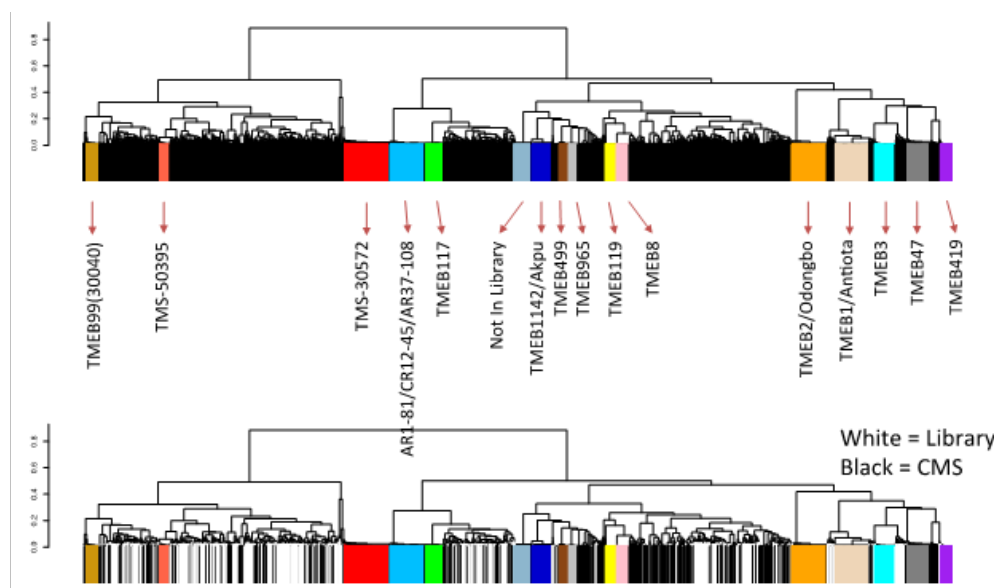 0.8
0.6
0.4
0.2
0.0
TMEB99(30040)
TMS-50395
TMS-30572
AR1-81/CR12-45/AR37-108
TMEB117
Not In Library
TMEB1142/Akpu
TMEB499
TMEB965
TMEB119
TMEB8
TMEB2/Odongbo
TMEB1/Antiota
TMEB3
TMEB47
TMEB419
White = Library
Black = CMS
0.8
0.6
0.4
0.2
0.0